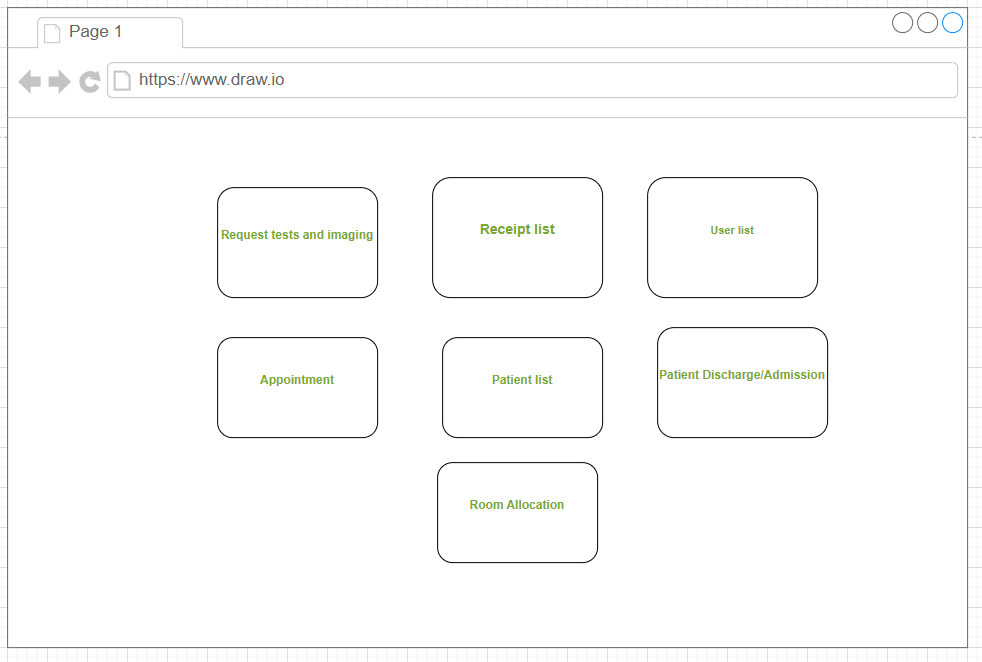 Page 1
https://www.draw.io
Request tests and imaging
Receipt list
User list
Appointment
Patient list
Patient Discharge/Admission
Room Allocation